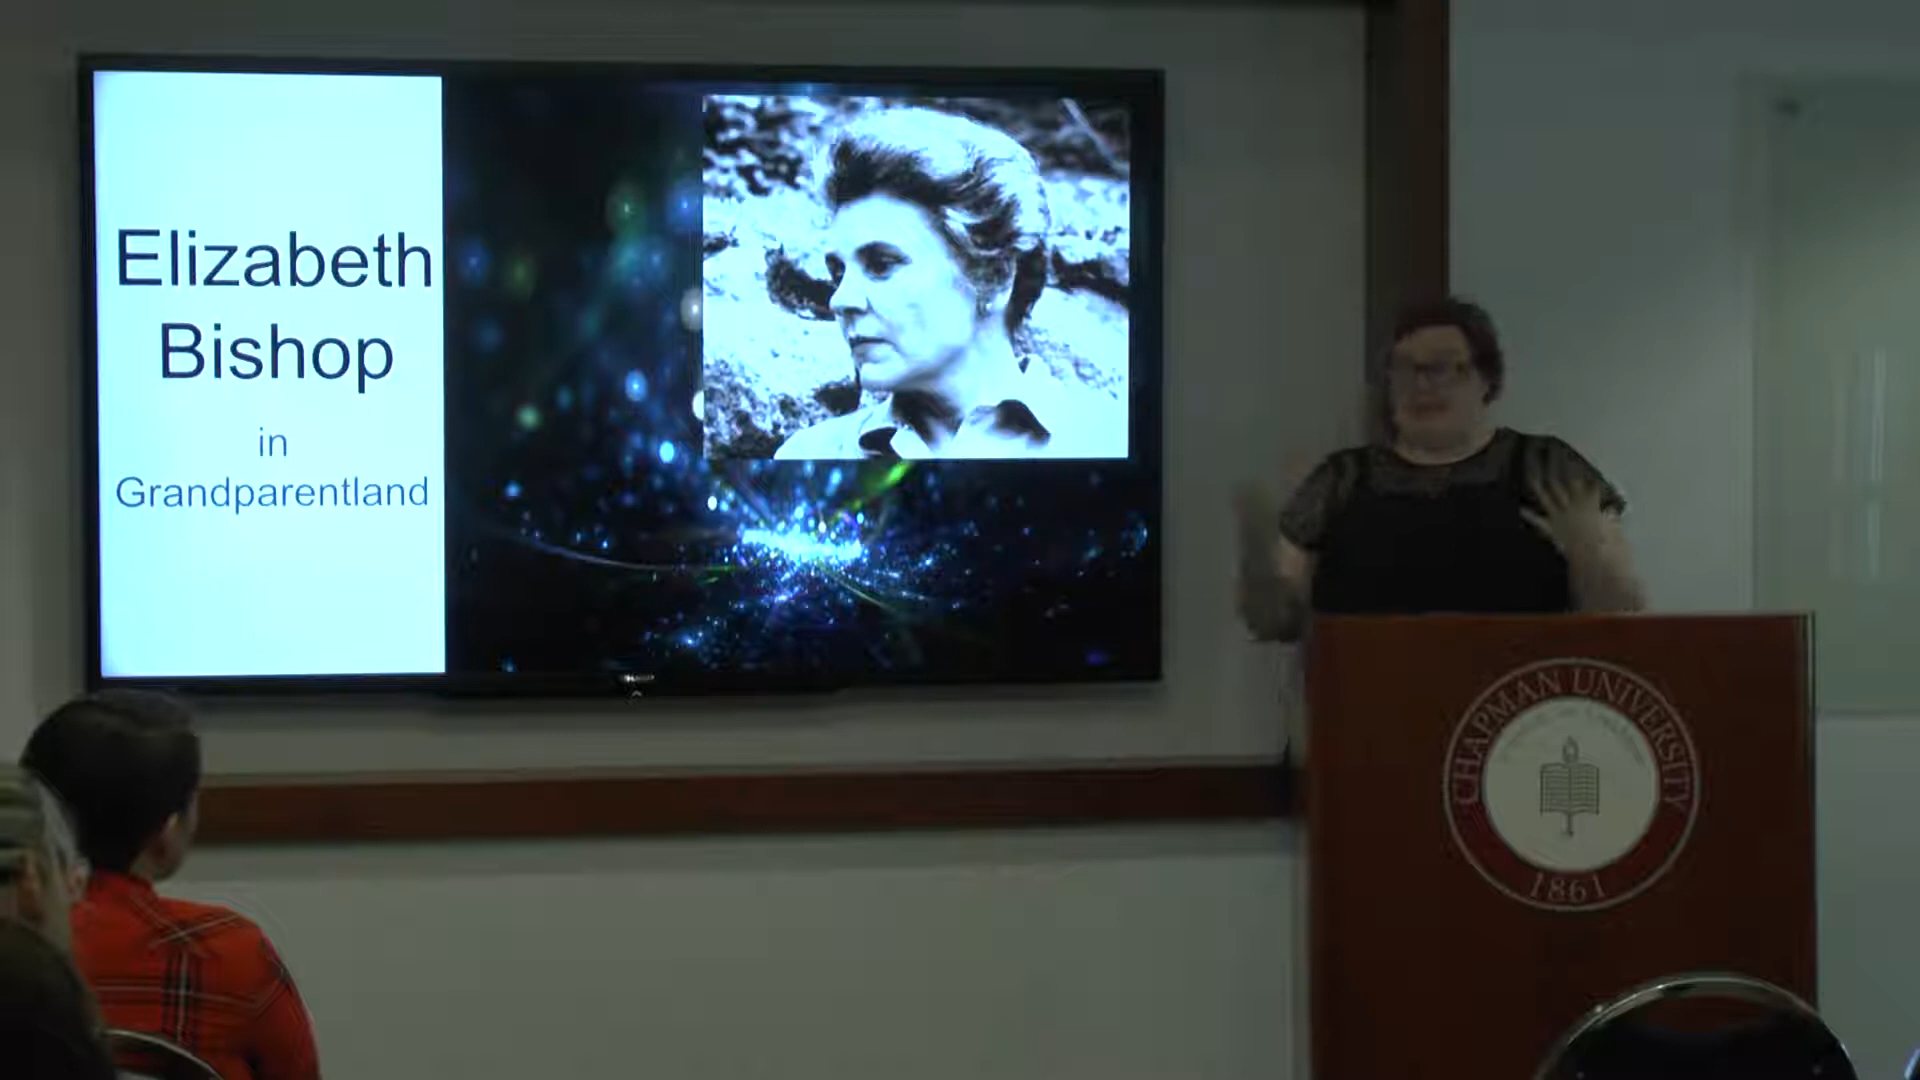 Elizabeth
Bishop
in
Grandparentland
CHAPMAN UNIVERSITY
1861